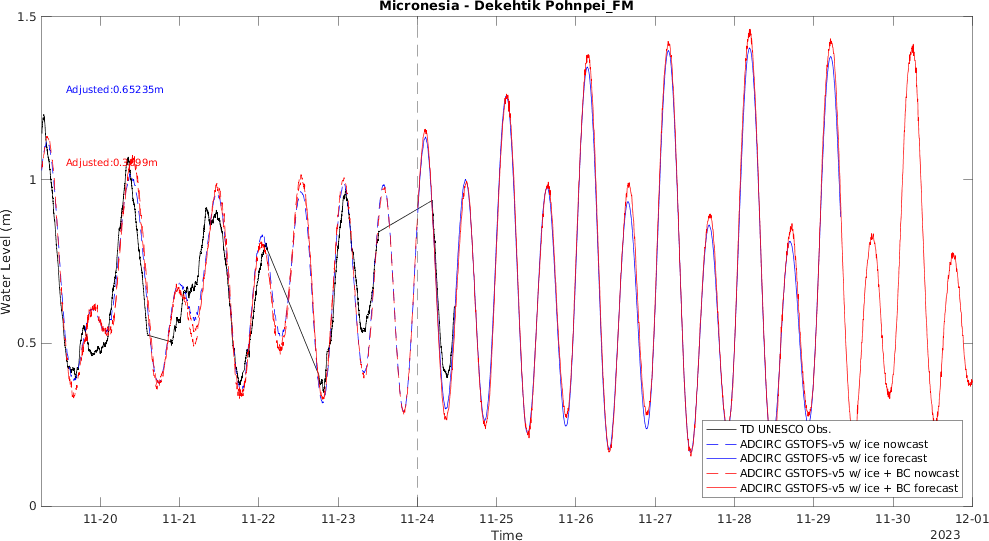 Micronesia - Dekehtik Pohnpei_FM
Water Level (m)
1.5
1
0.5
0
Adjusted:0.65235m
TD UNESCO Obs.
ADCIRC GSTOFS-v5 w/ ice nowcast
ADCIRC GSTOFS-v5 w/ ice forecast
ADCIRC GSTOFS-v5 w/ ice + BC nowcast
ADCIRC GSTOFS-v5 w/ ice + BC forecast
11-20 11-21 11-22 11-23 11-24 11-25 11-26 11-27 11-28 11-29 11-30 12-01
Time
2023